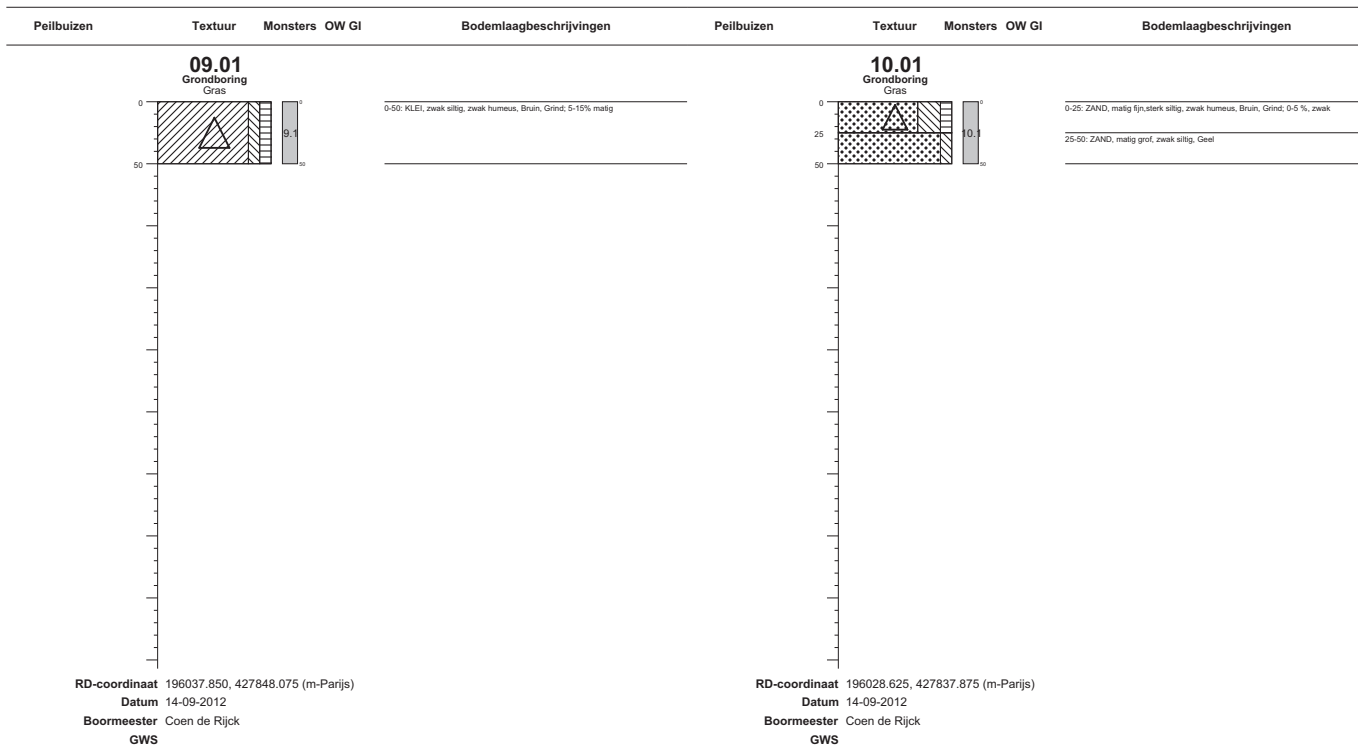 Peilbuizen Textuur Monsters OW GI Bodemlaagbeschrijvingen Peilbuizen Textuur Monsters OW GI Bodemlaagbeschrijvingen
09.01
Grondboring
Gras
0
50
9.1
0
50
0-50: KLEI, zwak siltig, zwak humeus, Bruin, Grind; 5-15% matig
RD-coordinaat 196037.850, 427848.075 (m-Parijs)
Datum 14-09-2012
Boormeester Coen de Rijck
GWS
10.01
Grondboring
Gras
0
25
50
10.1
0
50
0-25: ZAND, matig fijn,sterk siltig, zwak humeus, Bruin, Grind; 0-5 %, zwak
25-50: ZAND, matig grof, zwak siltig, Geel
RD-coordinaat 196028.625, 427837.875 (m-Parijs)
Datum 14-09-2012
Boormeester Coen de Rijck
GWS